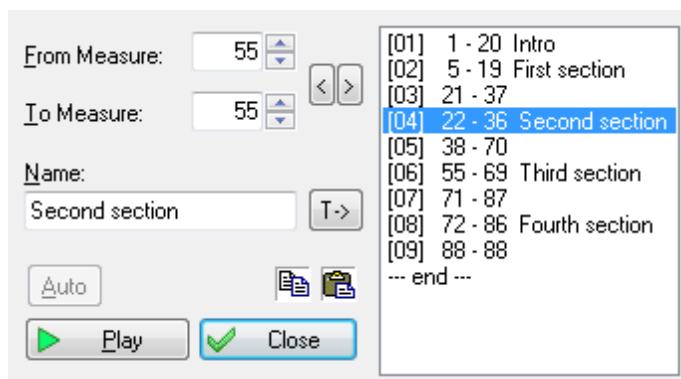 From Measure: 55
To Measure: 55
< >
Name:
Second section
T->
Auto
Play
Close
[01] 1 - 20 Intro
[02] 5 - 19 First section
[03] 21 - 37
[04] 22 - 36 Second section
[05] 38 - 70
[06] 55 - 69 Third section
[07] 71 - 87
[08] 72 - 86 Fourth section
[09] 88 - 88
--- end ---